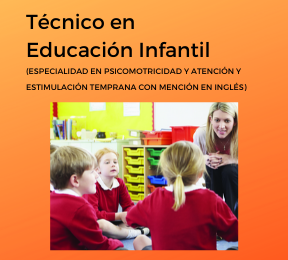 Técnico en
Educación Infantil
(ESPECIALIDAD EN PSICOMOTRICIDAD Y ATENCIÓN Y
ESTIMULACIÓN TEMPRANA CON MENCIÓN EN INGLÉS)